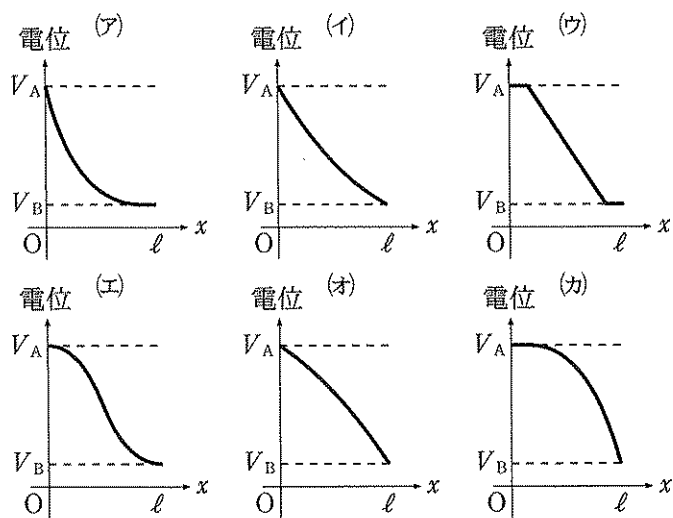 (ア) (イ) (ウ)
電位 電位 電位
V_A V_A V_A
V_B V_B V_B
O ℓ x O ℓ x O ℓ x
(エ) (オ) (カ)
電位 電位 電位
V_A V_A V_A
V_B V_B V_B
O ℓ x O ℓ x O ℓ x